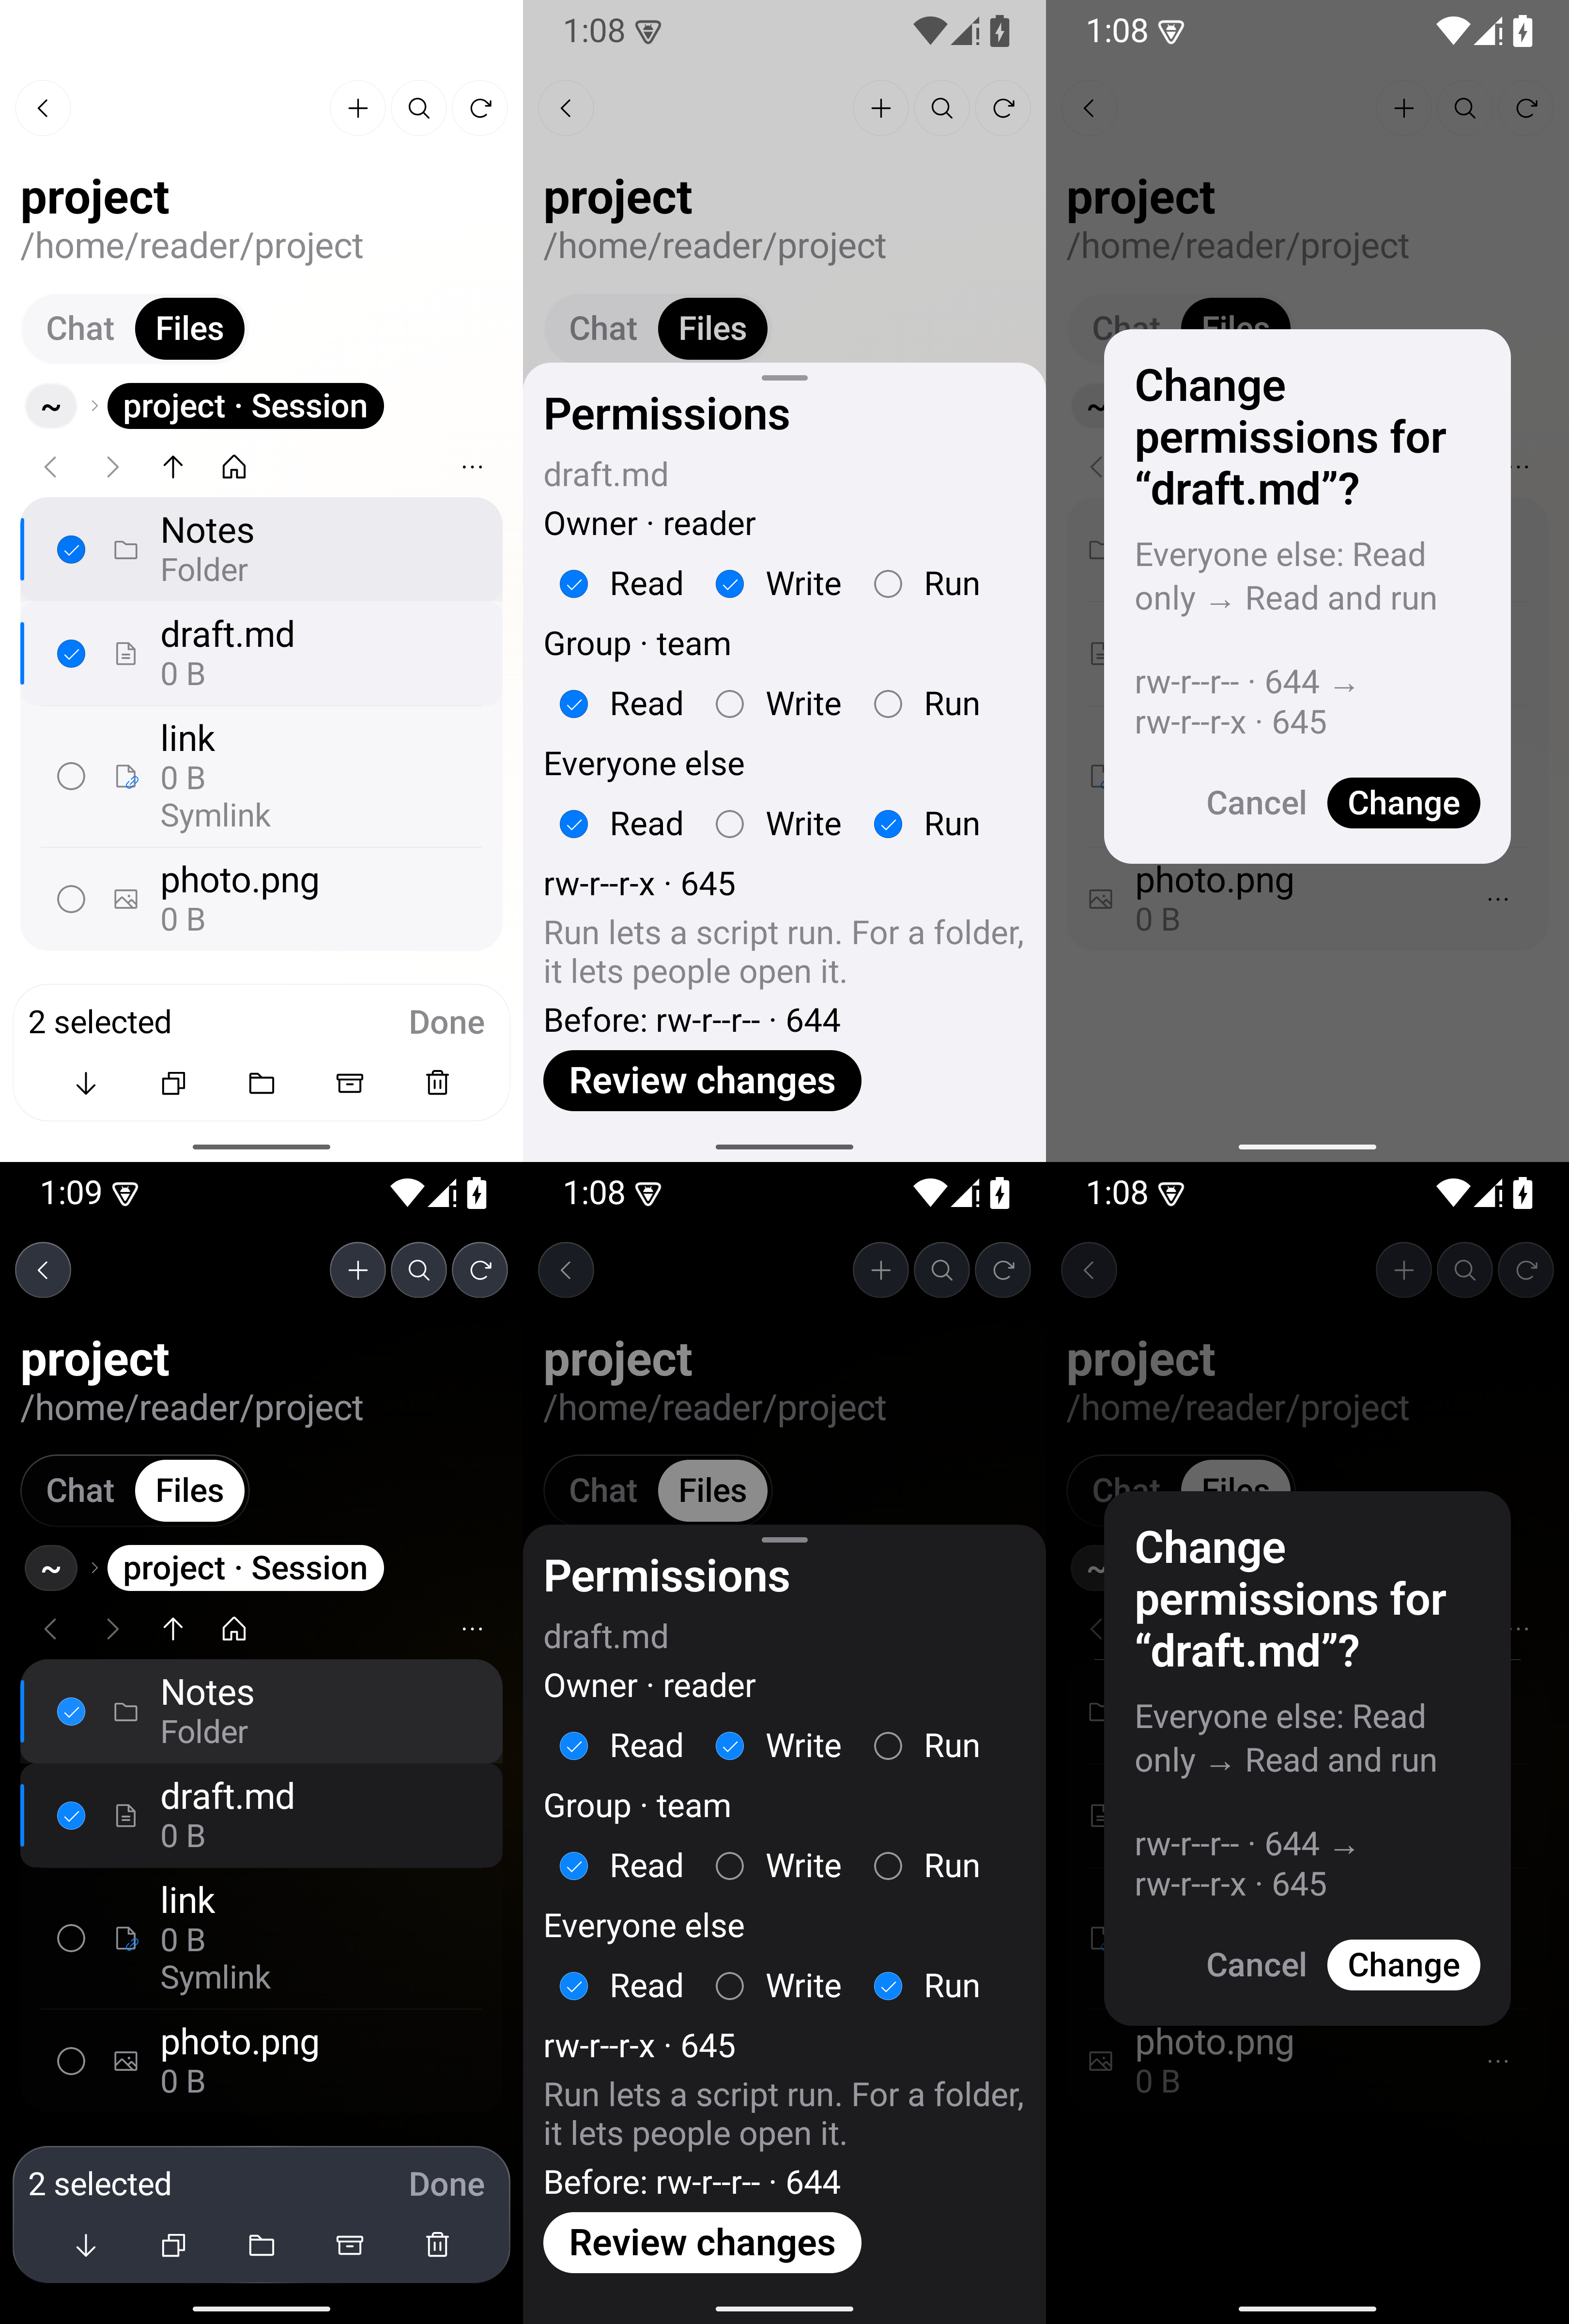 project
/home/reader/project
Chat Files
~ › project · Session
Notes
Folder
draft.md
0 B
link
0 B
Symlink
photo.png
0 B
2 selected Done
1:08
project
/home/reader/project
Chat Files
Permissions
draft.md
Owner · reader
Read Write Run
Group · team
Read Write Run
Everyone else
Read Write Run
rw-r--r-x · 645
Run lets a script run. For a folder,
it lets people open it.
Before: rw-r--r-- · 644
Review changes
1:08
project
/home/reader/project
Chat Files
~
Change
permissions for
“draft.md”?
Everyone else: Read
only → Read and run
rw-r--r-- · 644 →
rw-r--r-x · 645
Cancel Change
photo.png
0 B
1:09
project
/home/reader/project
Chat Files
~ › project · Session
Notes
Folder
draft.md
0 B
link
0 B
Symlink
photo.png
0 B
2 selected Done
1:08
project
/home/reader/project
Chat Files
Permissions
draft.md
Owner · reader
Read Write Run
Group · team
Read Write Run
Everyone else
Read Write Run
rw-r--r-x · 645
Run lets a script run. For a folder,
it lets people open it.
Before: rw-r--r-- · 644
Review changes
1:08
project
/home/reader/project
Chat Files
~
Change
permissions for
“draft.md”?
Everyone else: Read
only → Read and run
rw-r--r-- · 644 →
rw-r--r-x · 645
Cancel Change
photo.png
0 B